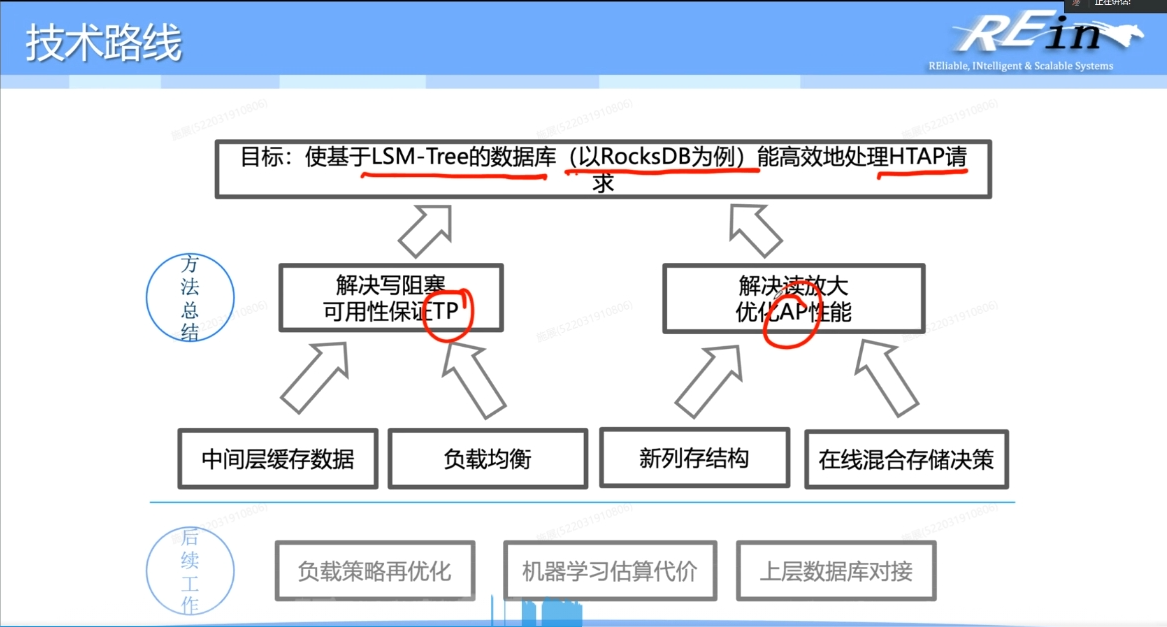 正在讲话:
技术路线
REin
REliable, INtelligent & Scalable Systems
目标：使基于LSM-Tree的数据库（以RocksDB为例）能高效地处理HTAP请
求
方
法
总
结
解决写阻塞
可用性保证TP
解决读放大
优化AP性能
中间层缓存数据
负载均衡
新列存结构
在线混合存储决策
后
续
工
作
负载策略再优化
机器学习估算代价
上层数据库对接